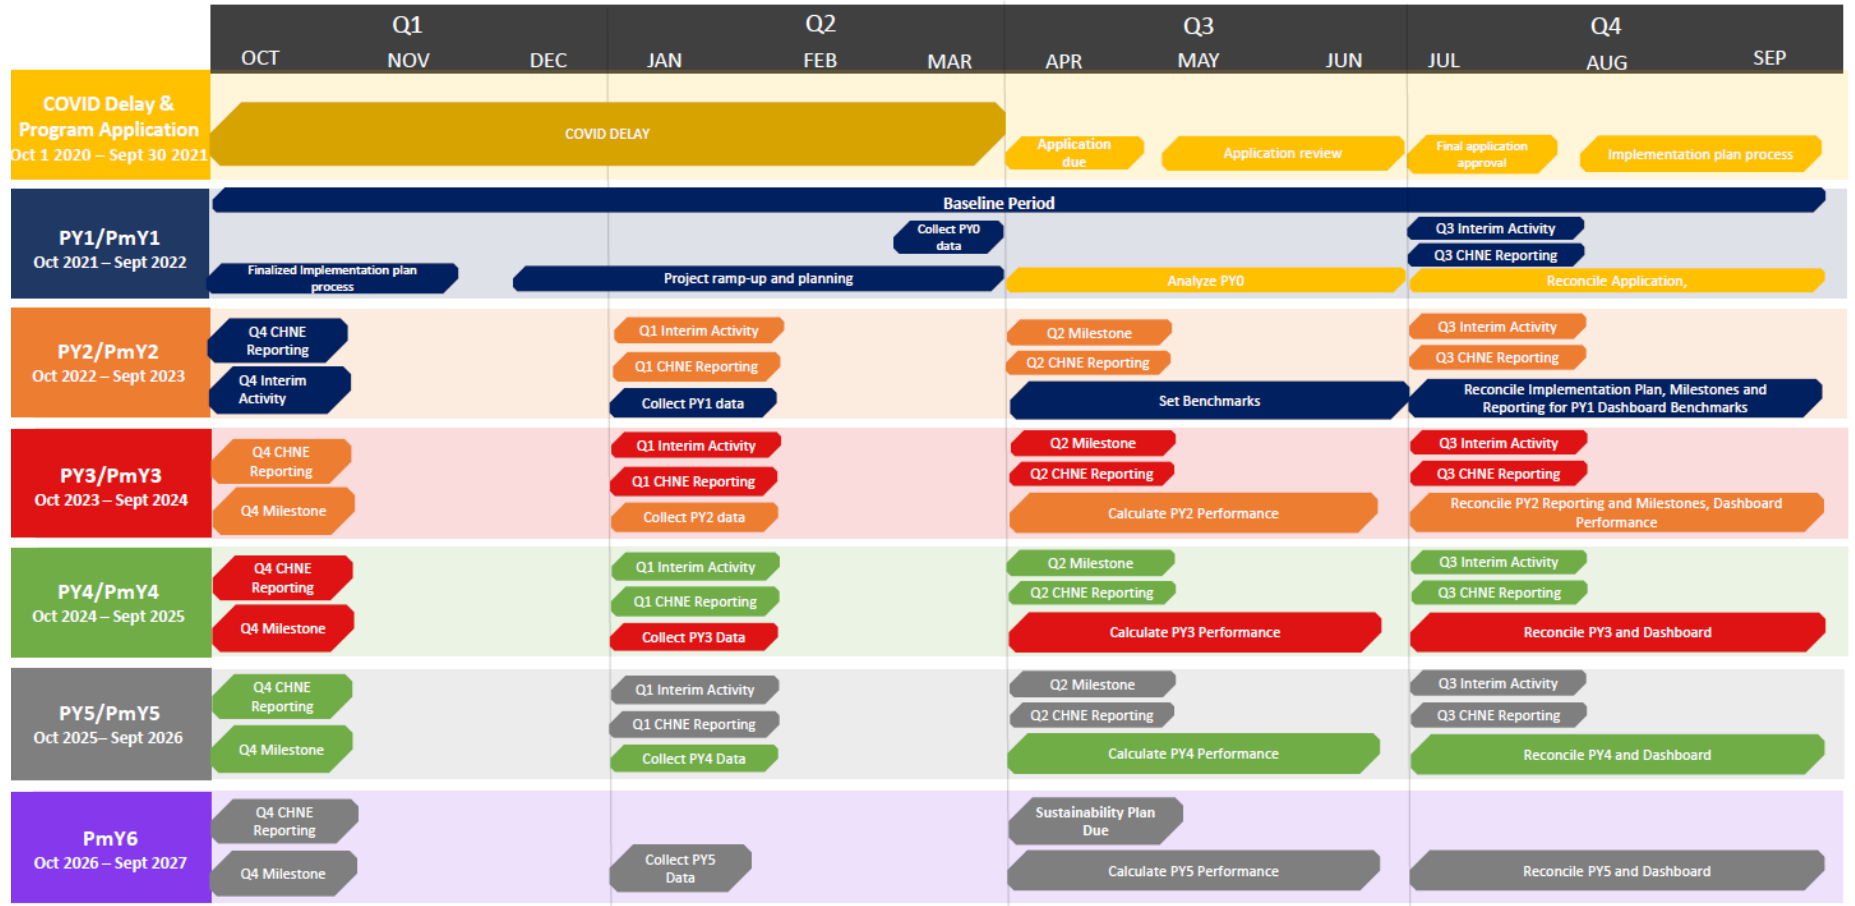 Q1
Q2
Q3
Q4
OCT
NOV
DEC
JAN
FEB
MAR
APR
MAY
JUN
JUL
AUG
SEP
COVID Delay &
Program Application
Oct 1 2020 – Sept 30 2021
COVID DELAY
Application
due
Application review
Final application
approval
Implementation plan process
PY1/PmY1
Oct 2021 – Sept 2022
Baseline Period
Collect PY0
data
Q3 Interim Activity
Q3 CHNE Reporting
Finalized Implementation plan
process
Project ramp-up and planning
Analyze PY0
Reconcile Application,
PY2/PmY2
Oct 2022 – Sept 2023
Q4 CHNE
Reporting
Q4 Interim
Activity
Q1 Interim Activity
Q1 CHNE Reporting
Collect PY1 data
Q2 Milestone
Q2 CHNE Reporting
Set Benchmarks
Q3 Interim Activity
Q3 CHNE Reporting
Reconcile Implementation Plan, Milestones and
Reporting for PY1 Dashboard Benchmarks
PY3/PmY3
Oct 2023 – Sept 2024
Q4 CHNE
Reporting
Q4 Milestone
Q1 Interim Activity
Q1 CHNE Reporting
Collect PY2 data
Q2 Milestone
Q2 CHNE Reporting
Calculate PY2 Performance
Q3 Interim Activity
Q3 CHNE Reporting
Reconcile PY2 Reporting and Milestones, Dashboard
Performance
PY4/PmY4
Oct 2024 – Sept 2025
Q4 CHNE
Reporting
Q4 Milestone
Q1 Interim Activity
Q1 CHNE Reporting
Collect PY3 Data
Q2 Milestone
Q2 CHNE Reporting
Calculate PY3 Performance
Q3 Interim Activity
Q3 CHNE Reporting
Reconcile PY3 and Dashboard
PY5/PmY5
Oct 2025– Sept 2026
Q4 CHNE
Reporting
Q4 Milestone
Q1 Interim Activity
Q1 CHNE Reporting
Collect PY4 Data
Q2 Milestone
Q2 CHNE Reporting
Calculate PY4 Performance
Q3 Interim Activity
Q3 CHNE Reporting
Reconcile PY4 and Dashboard
PmY6
Oct 2026 – Sept 2027
Q4 CHNE
Reporting
Q4 Milestone
Collect PY5
Data
Sustainability Plan
Due
Calculate PY5 Performance
Reconcile PY5 and Dashboard